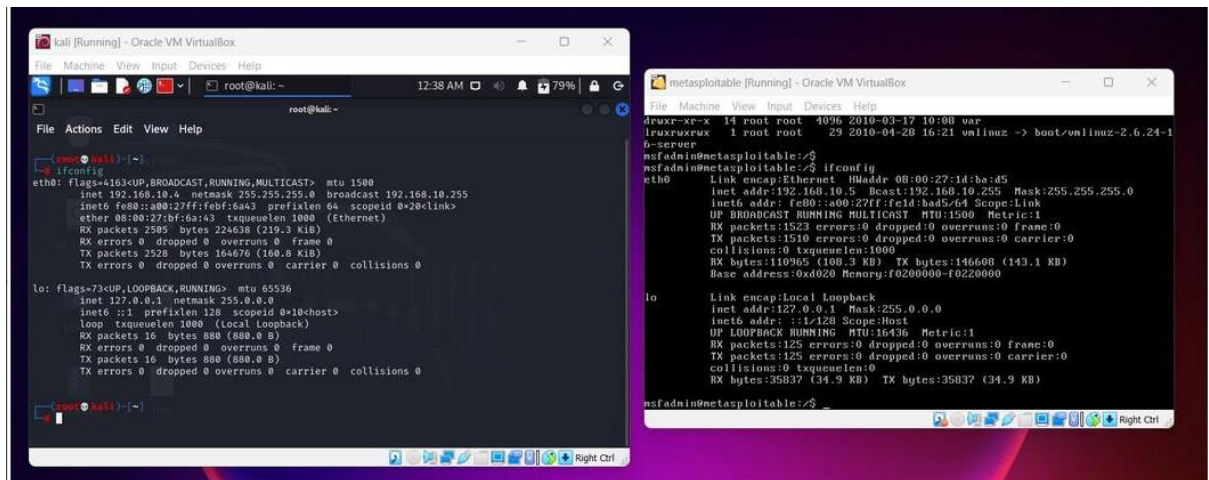 kali [Running] - Oracle VM VirtualBox
File Machine View Input Devices Help
root@kali: ~
12:38 AM
79%
root@kali: ~
File Actions Edit View Help
(root kali)-[~]
# ifconfig
eth0: flags=4163<UP,BROADCAST,RUNNING,MULTICAST> mtu 1500
inet 192.168.10.4 netmask 255.255.255.0 broadcast 192.168.10.255
inet6 fe80::a00:27ff:febf:6a43 prefixlen 64 scopeid 0×20<link>
ether 08:00:27:bf:6a:43 txqueuelen 1000 (Ethernet)
RX packets 2505 bytes 224638 (219.3 KiB)
RX errors 0 dropped 0 overruns 0 frame 0
TX packets 2528 bytes 164676 (160.8 KiB)
TX errors 0 dropped 0 overruns 0 carrier 0 collisions 0
lo: flags=73<UP,LOOPBACK,RUNNING> mtu 65536
inet 127.0.0.1 netmask 255.0.0.0
inet6 ::1 prefixlen 128 scopeid 0×10<host>
loop txqueuelen 1000 (Local Loopback)
RX packets 16 bytes 880 (880.0 B)
RX errors 0 dropped 0 overruns 0 frame 0
TX packets 16 bytes 880 (880.0 B)
TX errors 0 dropped 0 overruns 0 carrier 0 collisions 0
(root kali)-[~]
#
Right Ctrl
metasploitable [Running] - Oracle VM VirtualBox
File Machine View Input Devices Help
drwxr-xr-x 14 root root 4096 2010-03-17 10:08 var
lrwxrwxrwx 1 root root 29 2010-04-28 16:21 vmlinuz -> boot/vmlinuz-2.6.24-1
6-server
msfadmin@metasploitable:/$
msfadmin@metasploitable:/$ ifconfig
eth0 Link encap:Ethernet HWaddr 08:00:27:1d:ba:d5
inet addr:192.168.10.5 Bcast:192.168.10.255 Mask:255.255.255.0
inet6 addr: fe80::a00:27ff:fe1d:bad5/64 Scope:Link
UP BROADCAST RUNNING MULTICAST MTU:1500 Metric:1
RX packets:1523 errors:0 dropped:0 overruns:0 frame:0
TX packets:1510 errors:0 dropped:0 overruns:0 carrier:0
collisions:0 txqueuelen:1000
RX bytes:110965 (108.3 KB) TX bytes:146608 (143.1 KB)
Base address:0xd020 Memory:f0200000-f0220000
lo Link encap:Local Loopback
inet addr:127.0.0.1 Mask:255.0.0.0
inet6 addr: ::1/128 Scope:Host
UP LOOPBACK RUNNING MTU:16436 Metric:1
RX packets:125 errors:0 dropped:0 overruns:0 frame:0
TX packets:125 errors:0 dropped:0 overruns:0 carrier:0
collisions:0 txqueuelen:0
RX bytes:35837 (34.9 KB) TX bytes:35837 (34.9 KB)
msfadmin@metasploitable:/$ _
Right Ctrl